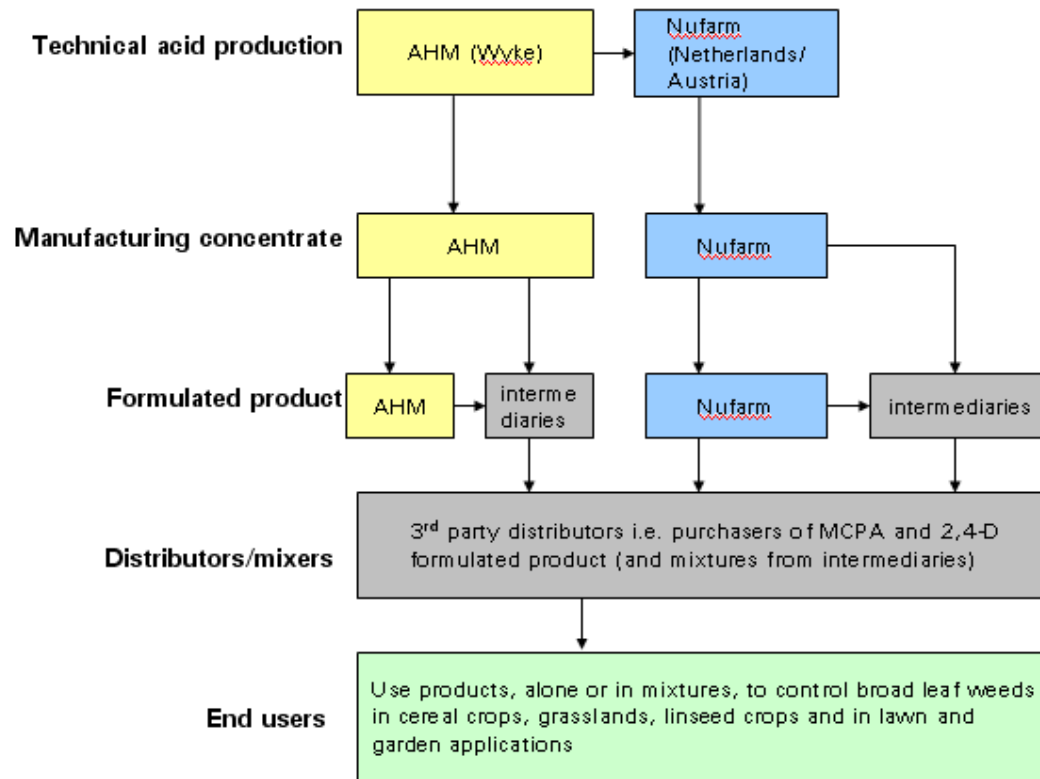 Technical acid production
AHM (Wyke)
Nufarm
(Netherlands/
Austria)
Manufacturing concentrate
AHM
Nufarm
Formulated product
AHM
interme
diaries
Nufarm
intermediaries
Distributors/mixers
3rd party distributors i.e. purchasers of MCPA and 2,4-D
formulated product (and mixtures from intermediaries)
End users
Use products, alone or in mixtures, to control broad leaf weeds
in cereal crops, grasslands, linseed crops and in lawn and
garden applications